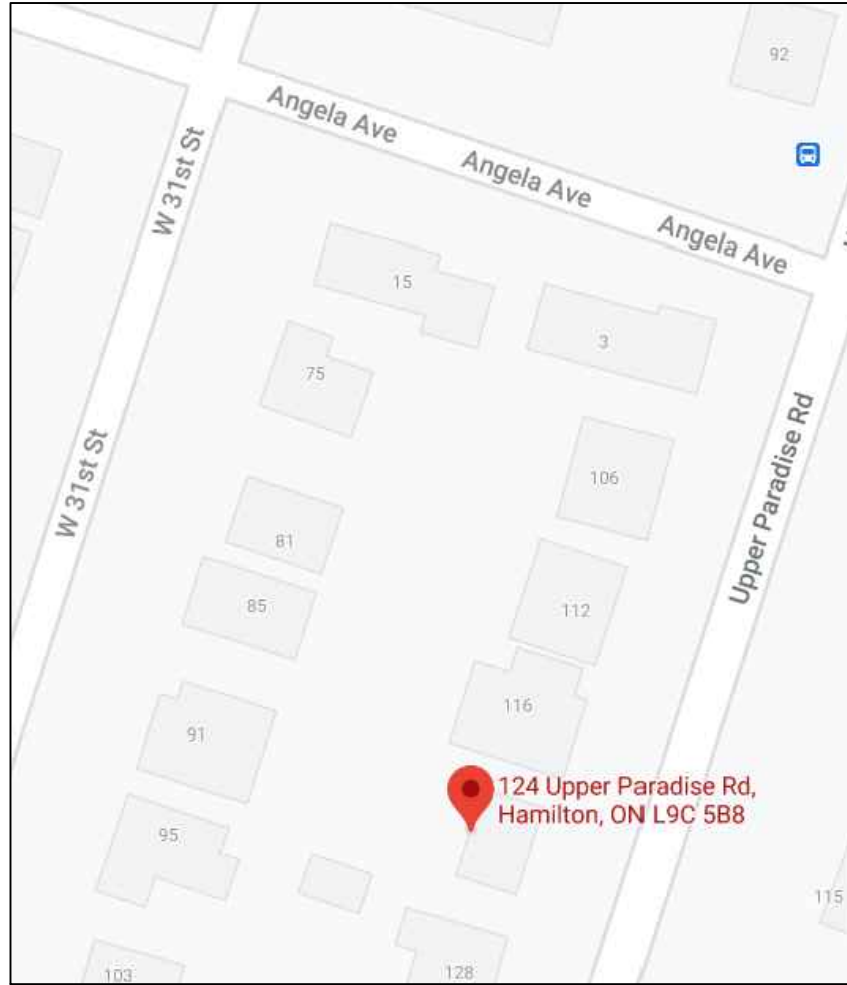 92
Angela Ave
Angela Ave
Angela Ave
W 31st St
15
3
75
106
Upper Paradise Rd
W 31st St
81
85
112
116
91
124 Upper Paradise Rd,
Hamilton, ON L9C 5B8
95
115
103
128